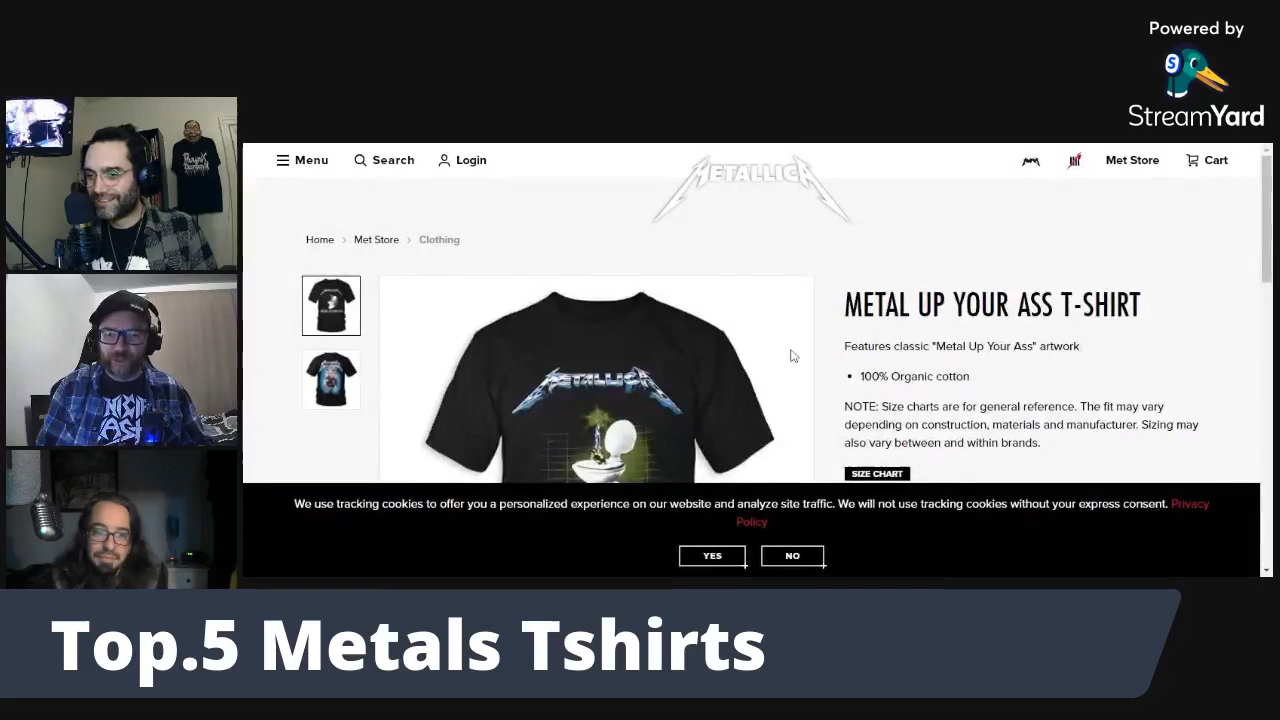 Powered by
StreamYard
Menu
Search
Login
METALLICA
Met Store
Cart
Home > Met Store > Clothing
METALLICA
METAL UP YOUR ASS T-SHIRT
Features classic "Metal Up Your Ass" artwork
• 100% Organic cotton
NOTE: Size charts are for general reference. The fit may vary
depending on construction, materials and manufacturer. Sizing may
also vary between and within brands.
SIZE CHART
We use tracking cookies to offer you a personalized experience on our website and analyze site traffic. We will not use tracking cookies without your express consent. Privacy
Policy
YES
NO
Top.5 Metals Tshirts